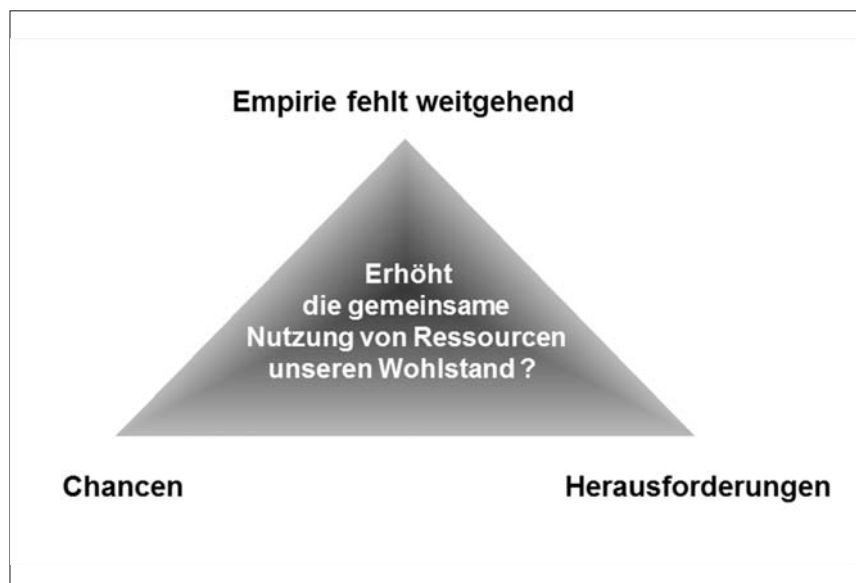 Empirie fehlt weitgehend
Erhöht
die gemeinsame
Nutzung von Ressourcen
unseren Wohlstand ?
Chancen
Herausforderungen